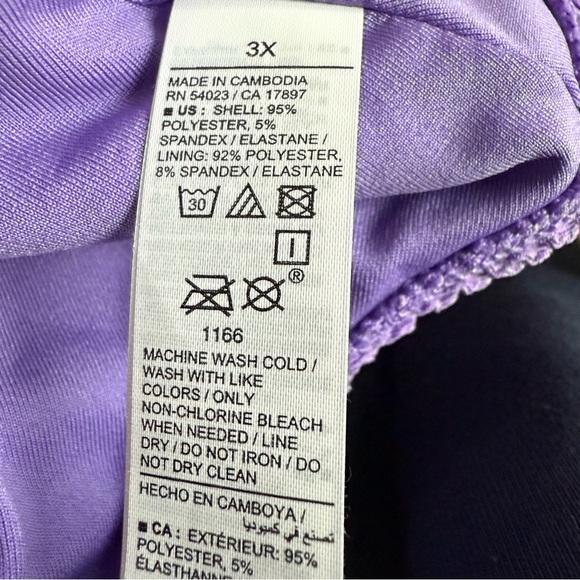 3X
MADE IN CAMBODIA
RN 54023 / CA 17897
■ US : SHELL: 95%
POLYESTER, 5%
SPANDEX / ELASTANE /
LINING: 92% POLYESTER,
8% SPANDEX / ELASTANE
30
®
1166
MACHINE WASH COLD /
WASH WITH LIKE
COLORS / ONLY
NON-CHLORINE BLEACH
WHEN NEEDED / LINE
DRY / DO NOT IRON / DO
NOT DRY CLEAN
HECHO EN CAMBOYA /
تصنع في كمبوديا
■ CA : EXTÉRIEUR: 95%
POLYESTER, 5%
ÉLASTHANNE